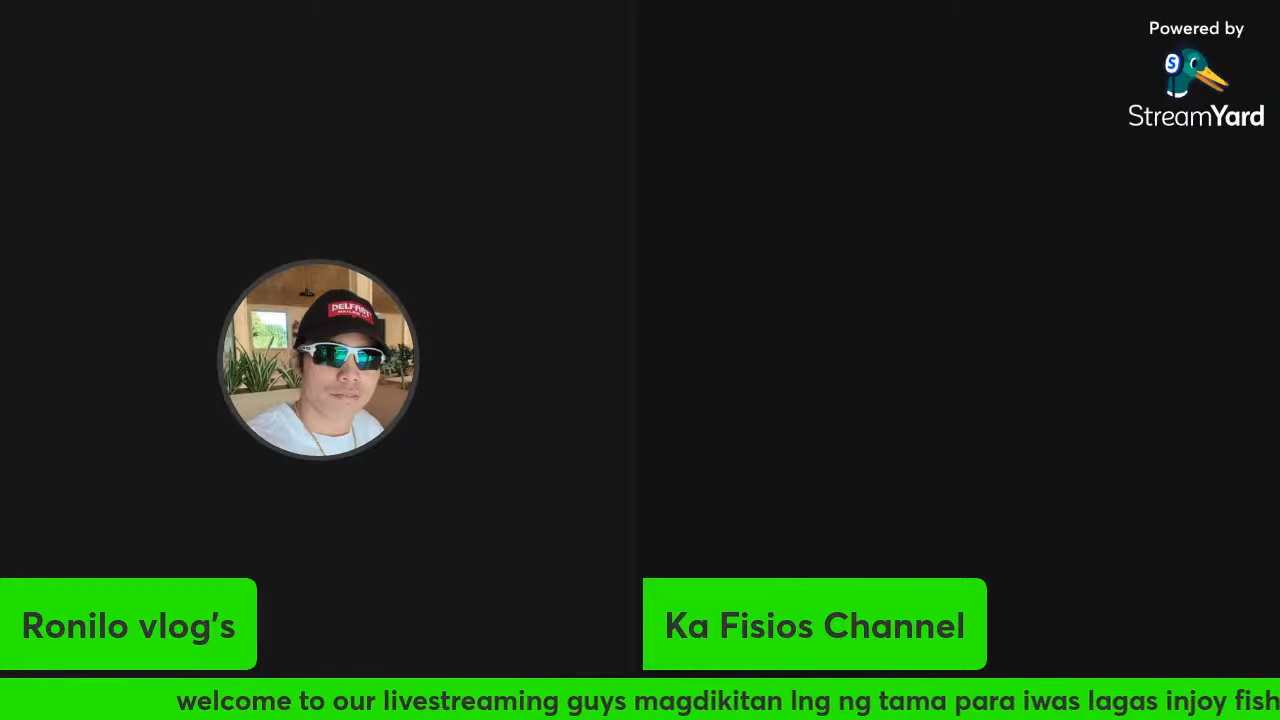 Powered by
StreamYard
DELFAST
Ronilo vlog's
Ka Fisios Channel
welcome to our livestreaming guys magdikitan lng ng tama para iwas lagas injoy fish